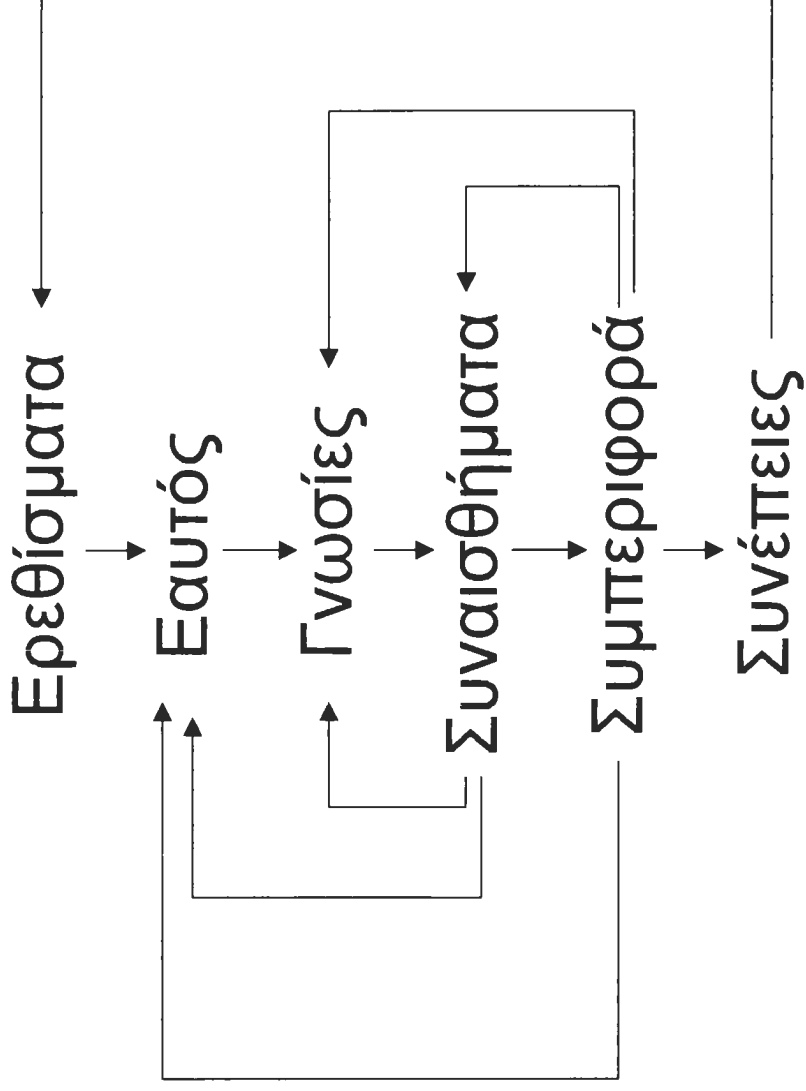 Ερεθίσματα
Εαυτός
Γνωσίες
Συναισθήματα
Συμπεριφορά
Συνέπειες